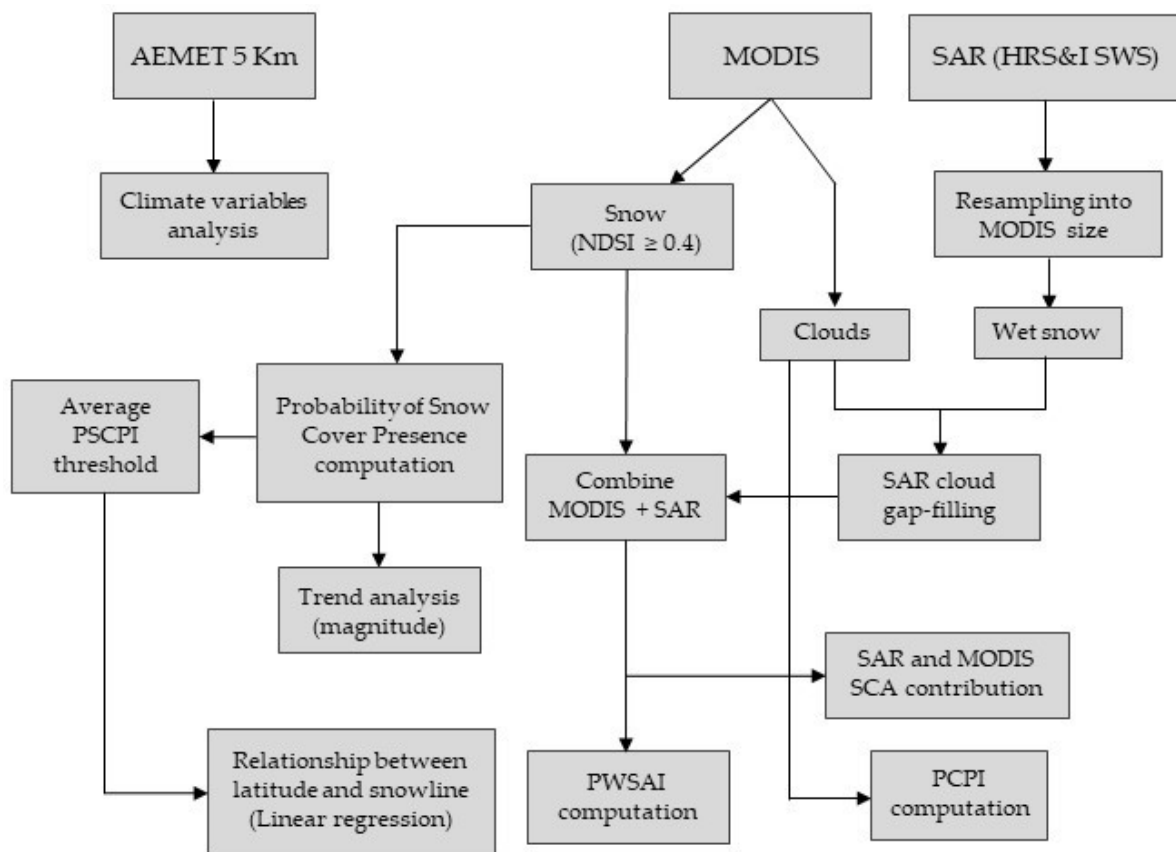 AEMET 5 Km
MODIS
SAR (HRS&I SWS)
Climate variables
analysis
Snow
(NDSI ≥ 0.4)
Resampling into
MODIS size
Clouds
Wet snow
Average
PSCPI
threshold
Probability of Snow
Cover Presence
computation
Combine
MODIS + SAR
SAR cloud
gap-filling
Trend analysis
(magnitude)
SAR and MODIS
SCA contribution
Relationship between
latitude and snowline
(Linear regression)
PWSAI
computation
PCPI
computation